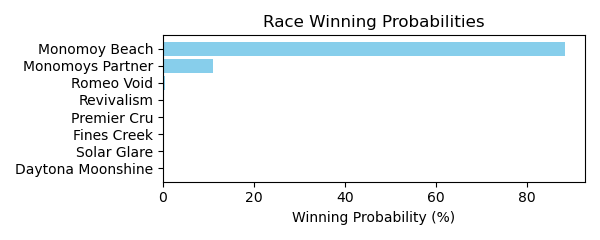 Race Winning Probabilities
Monomoy Beach
Monomoys Partner
Romeo Void
Revivalism
Premier Cru
Fines Creek
Solar Glare
Daytona Moonshine
0 20 40 60 80
Winning Probability (%)